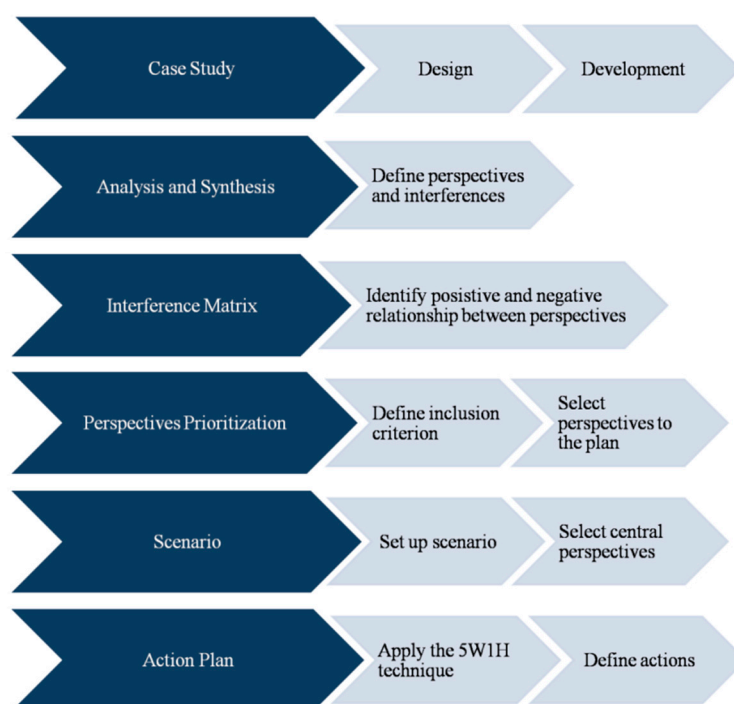 Case Study
Design
Development
Analysis and Synthesis
Define perspectives
and interferences
Interference Matrix
Identify posistive and negative
relationship between perspectives
Perspectives Prioritization
Define inclusion
criterion
Select
perspectives to
the plan
Scenario
Set up scenario
Select central
perspectives
Action Plan
Apply the 5W1H
technique
Define actions